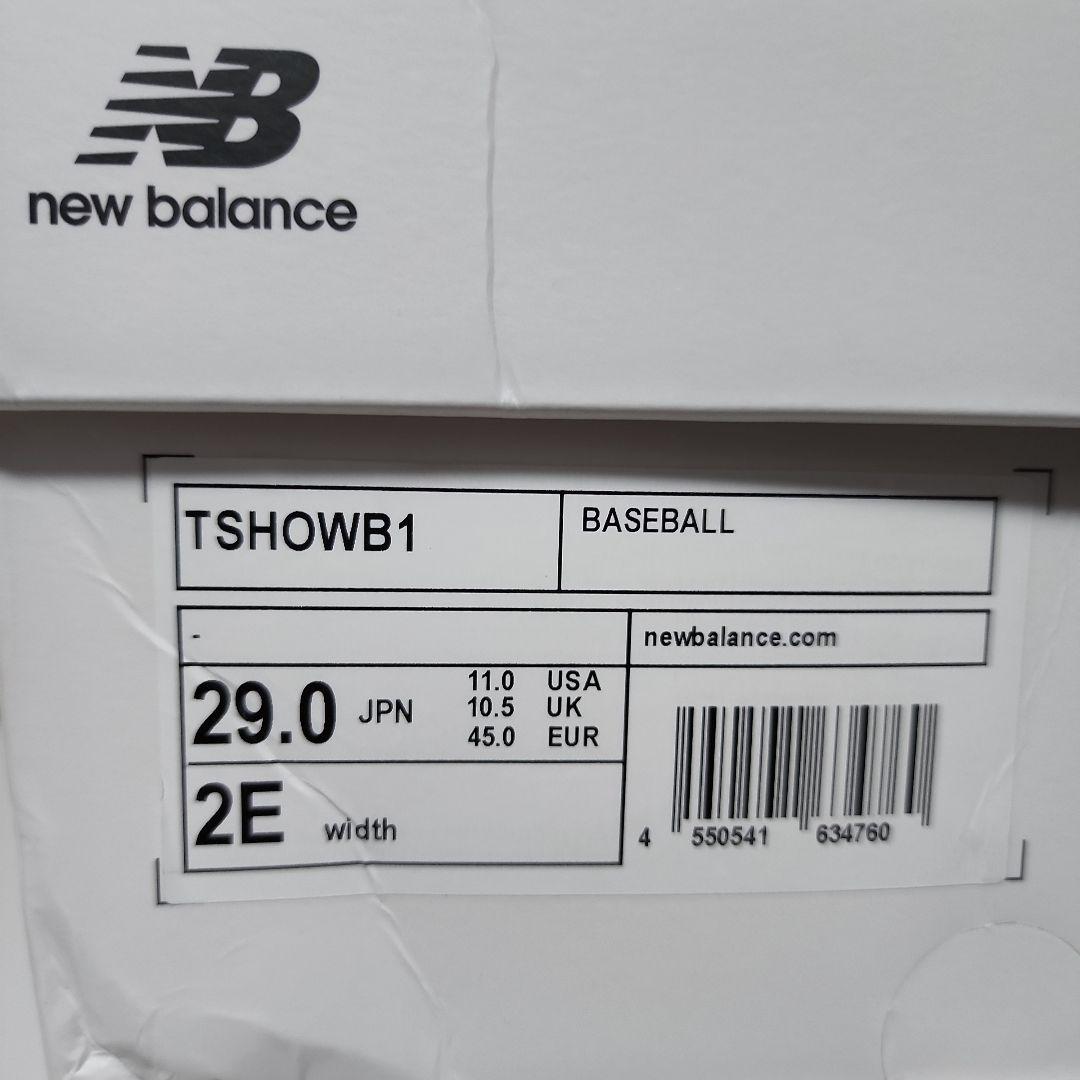 NB
new balance
TSHOWB1
BASEBALL
-
newbalance.com
29.0 JPN
11.0 USA
10.5 UK
45.0 EUR
2E width
4 550541 634760